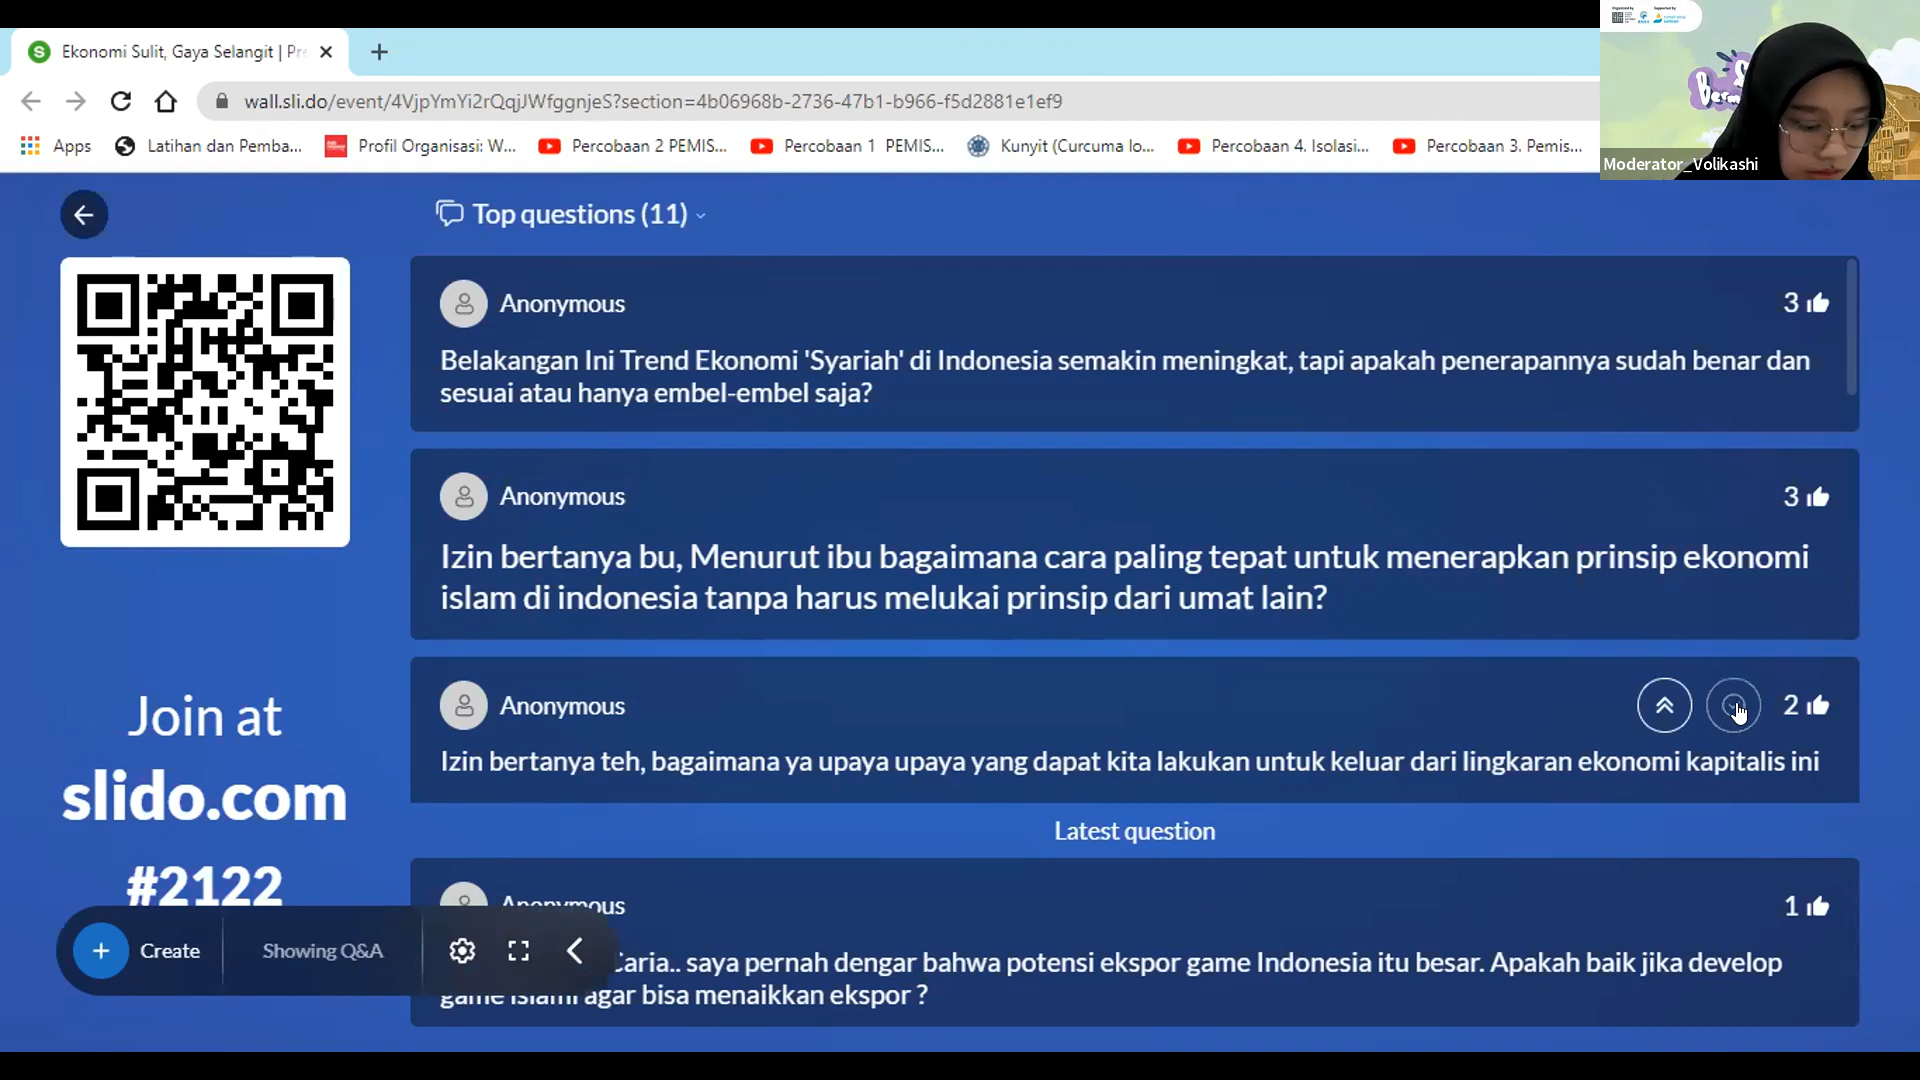 Ekonomi Sulit, Gaya Selangit | Pr
wall.sli.do/event/4VjpYmYi2rQqjJWfggnjeS?section=4b06968b-2736-47b1-b966-f5d2881e1ef9
Apps Latihan dan Pemba... Profil Organisasi: W... Percobaan 2 PEMIS... Percobaan 1 PEMIS... Kunyit (Curcuma lo... Percobaan 4. Isolasi... Percobaan 3. Pemis...
Organized by Supported by
Moderator_Volikashi
Top questions (11)
Anonymous 3
Belakangan Ini Trend Ekonomi 'Syariah' di Indonesia semakin meningkat, tapi apakah penerapannya sudah benar dan
sesuai atau hanya embel-embel saja?
Anonymous 3
Izin bertanya bu, Menurut ibu bagaimana cara paling tepat untuk menerapkan prinsip ekonomi
islam di indonesia tanpa harus melukai prinsip dari umat lain?
Anonymous 2
Izin bertanya teh, bagaimana ya upaya upaya yang dapat kita lakukan untuk keluar dari lingkaran ekonomi kapitalis ini
Latest question
Anonymous 1
Caria.. saya pernah dengar bahwa potensi ekspor game Indonesia itu besar. Apakah baik jika develop
game Islami agar bisa menaikkan ekspor ?
Join at
slido.com
#2122
Create Showing Q&A